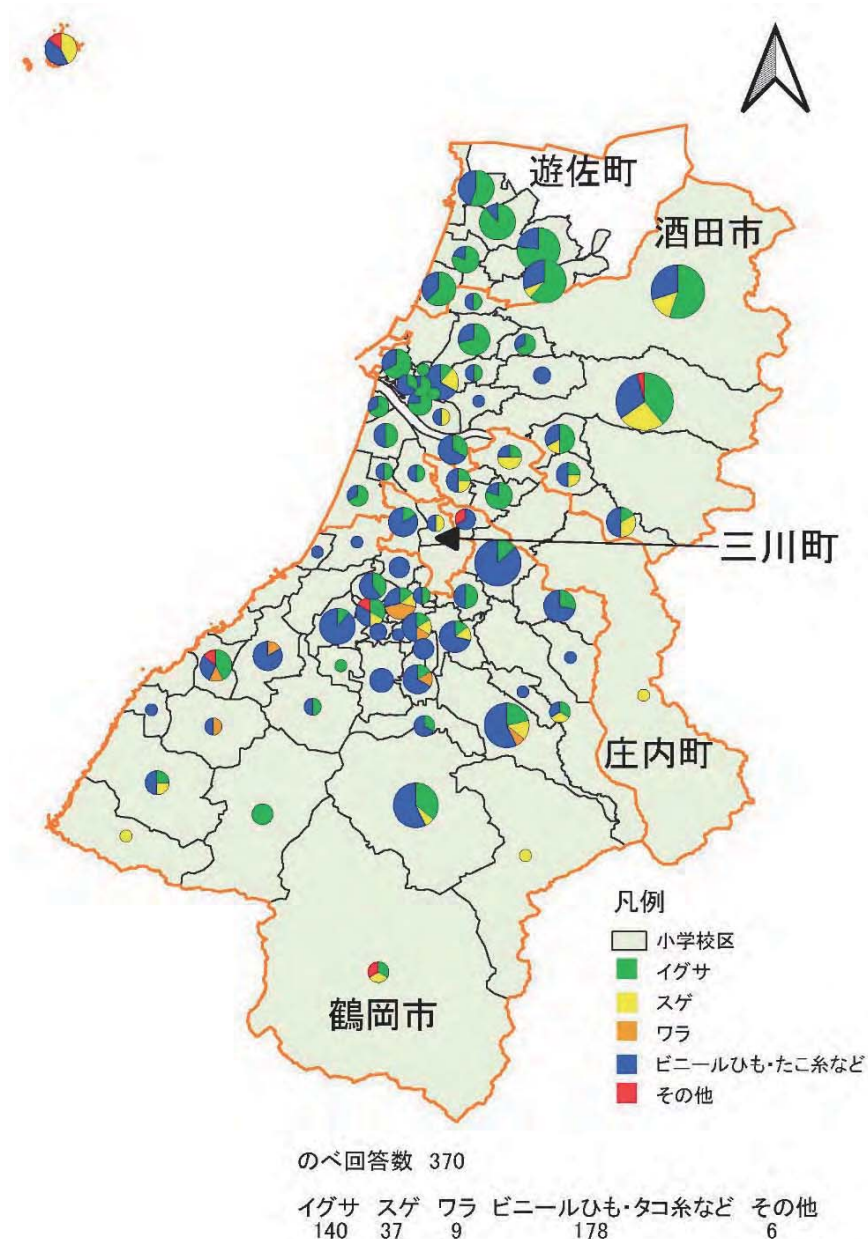 遊佐町
酒田市
三川町
庄内町
鶴岡市
凡例
小学校区
イグサ
スゲ
ワラ
ビニールひも・たこ糸など
その他
のべ回答数 370
イグサ スゲ ワラ ビニールひも・タコ糸など その他
140 37 9 178 6